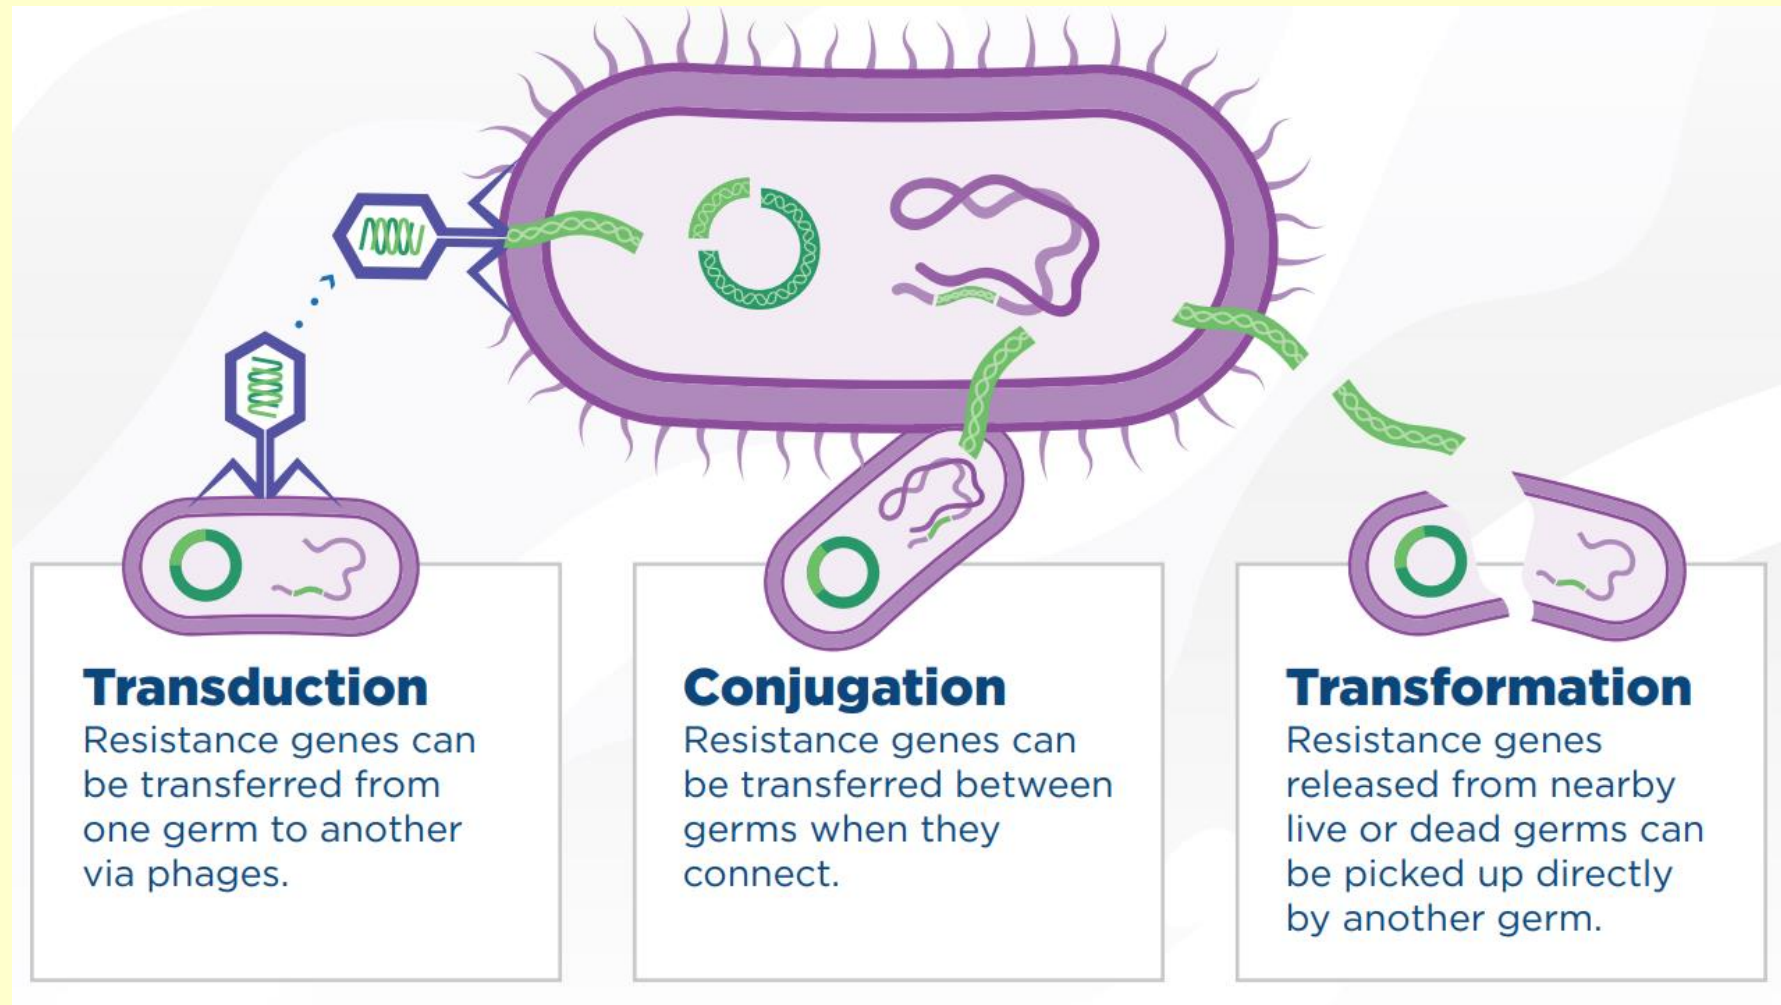 Transduction
Resistance genes can
be transferred from
one germ to another
via phages.
Conjugation
Resistance genes can
be transferred between
germs when they
connect.
Transformation
Resistance genes
released from nearby
live or dead germs can
be picked up directly
by another germ.